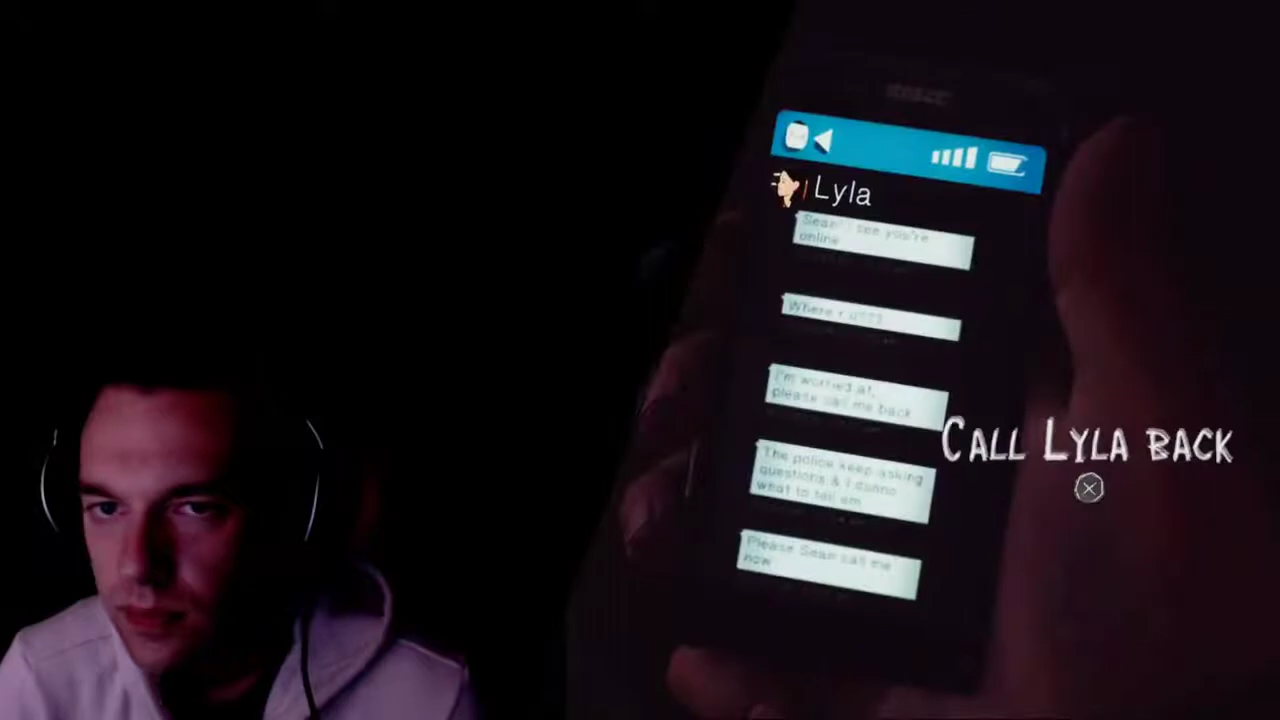 Lyla
Sean I see you're
online
Where r u???
I'm worried af,
please call me back
The police keep asking
questions & I dunno
what to tell em
Please Sean call me
now
CALL LYLA BACK